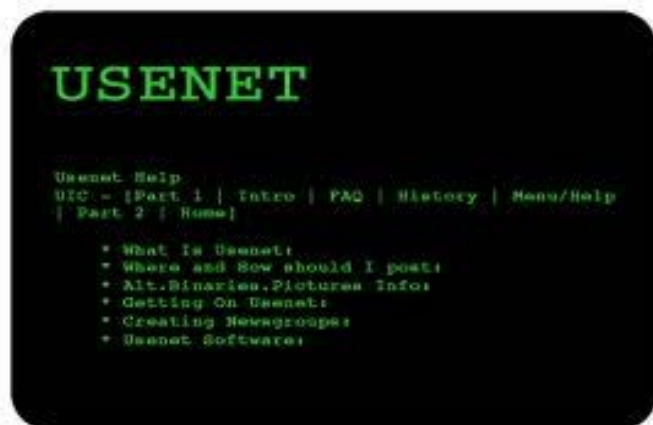 USENET
Usenet Help
UIC - [Part 1 | Intro | FAQ | History | Menu/Help
| Part 2 | Home]
* What Is Usenet:
* Where and How should I post:
* Alt.Binaries.Pictures Info:
* Getting On Usenet:
* Creating Newsgroups:
* Usenet Software: